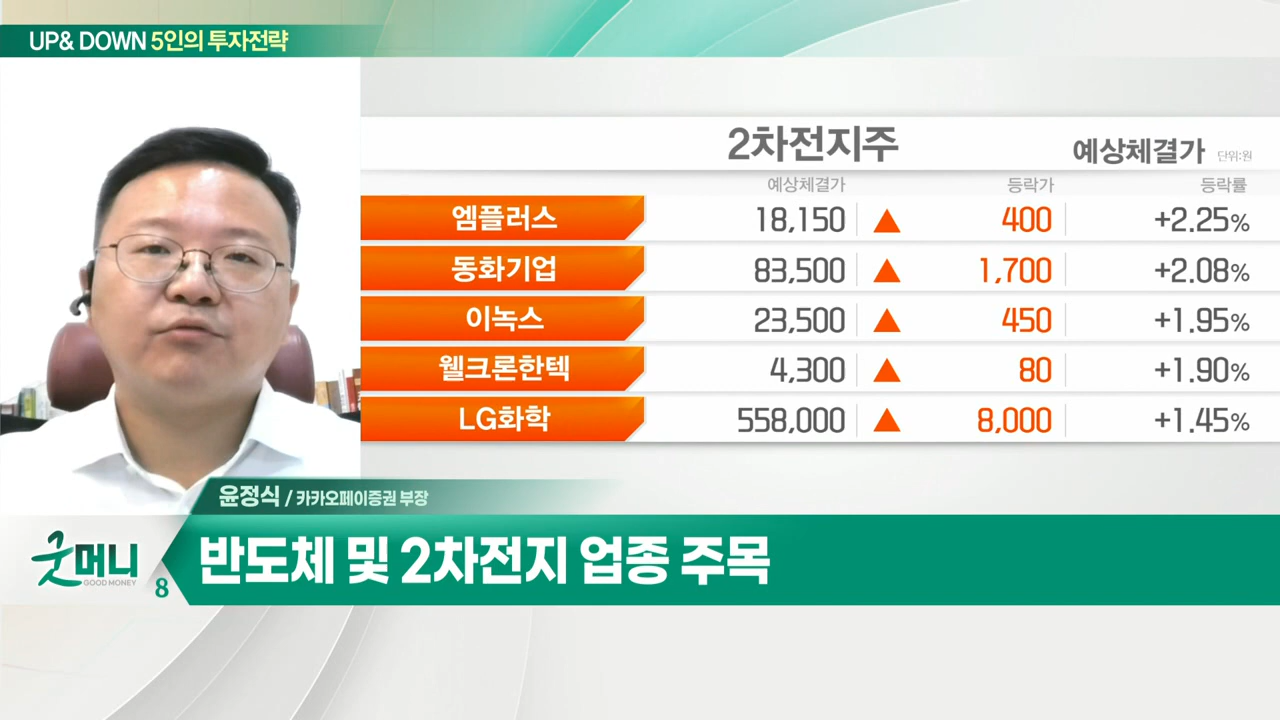 UP& DOWN 5인의 투자전략
2차전지주
예상체결가 단위:원
예상체결가 등락가 등락률
엠플러스 18,150 ▲ 400 +2.25%
동화기업 83,500 ▲ 1,700 +2.08%
이녹스 23,500 ▲ 450 +1.95%
웰크론한텍 4,300 ▲ 80 +1.90%
LG화학 558,000 ▲ 8,000 +1.45%
윤정식 / 카카오페이증권 부장
굿머니
GOOD MONEY
8
반도체 및 2차전지 업종 주목